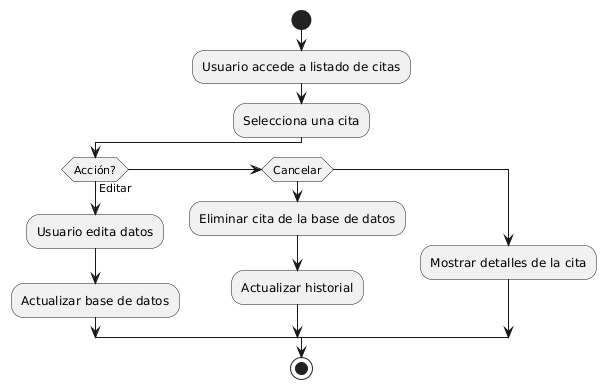 Usuario accede a listado de citas
Selecciona una cita
Acción?
Cancelar
Editar
Usuario edita datos
Eliminar cita de la base de datos
Mostrar detalles de la cita
Actualizar base de datos
Actualizar historial